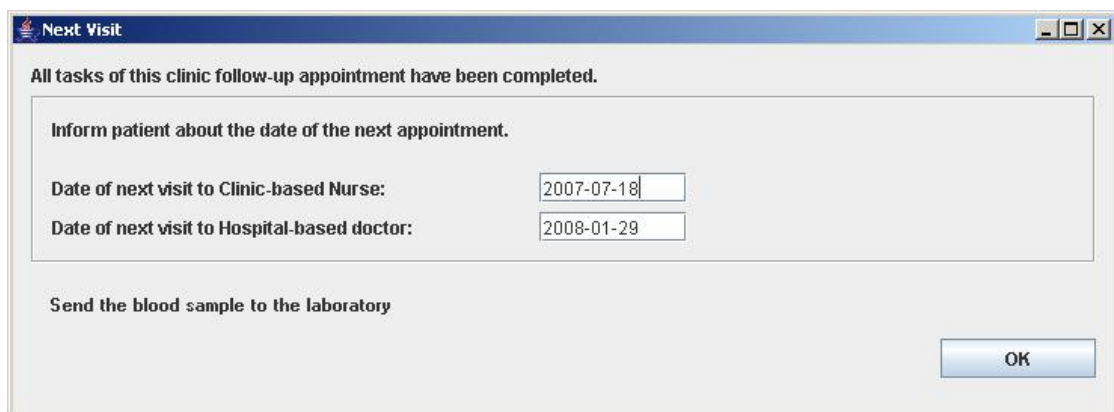 Next Visit
All tasks of this clinic follow-up appointment have been completed.
Inform patient about the date of the next appointment.
Date of next visit to Clinic-based Nurse: 2007-07-18
Date of next visit to Hospital-based doctor: 2008-01-29
Send the blood sample to the laboratory
OK